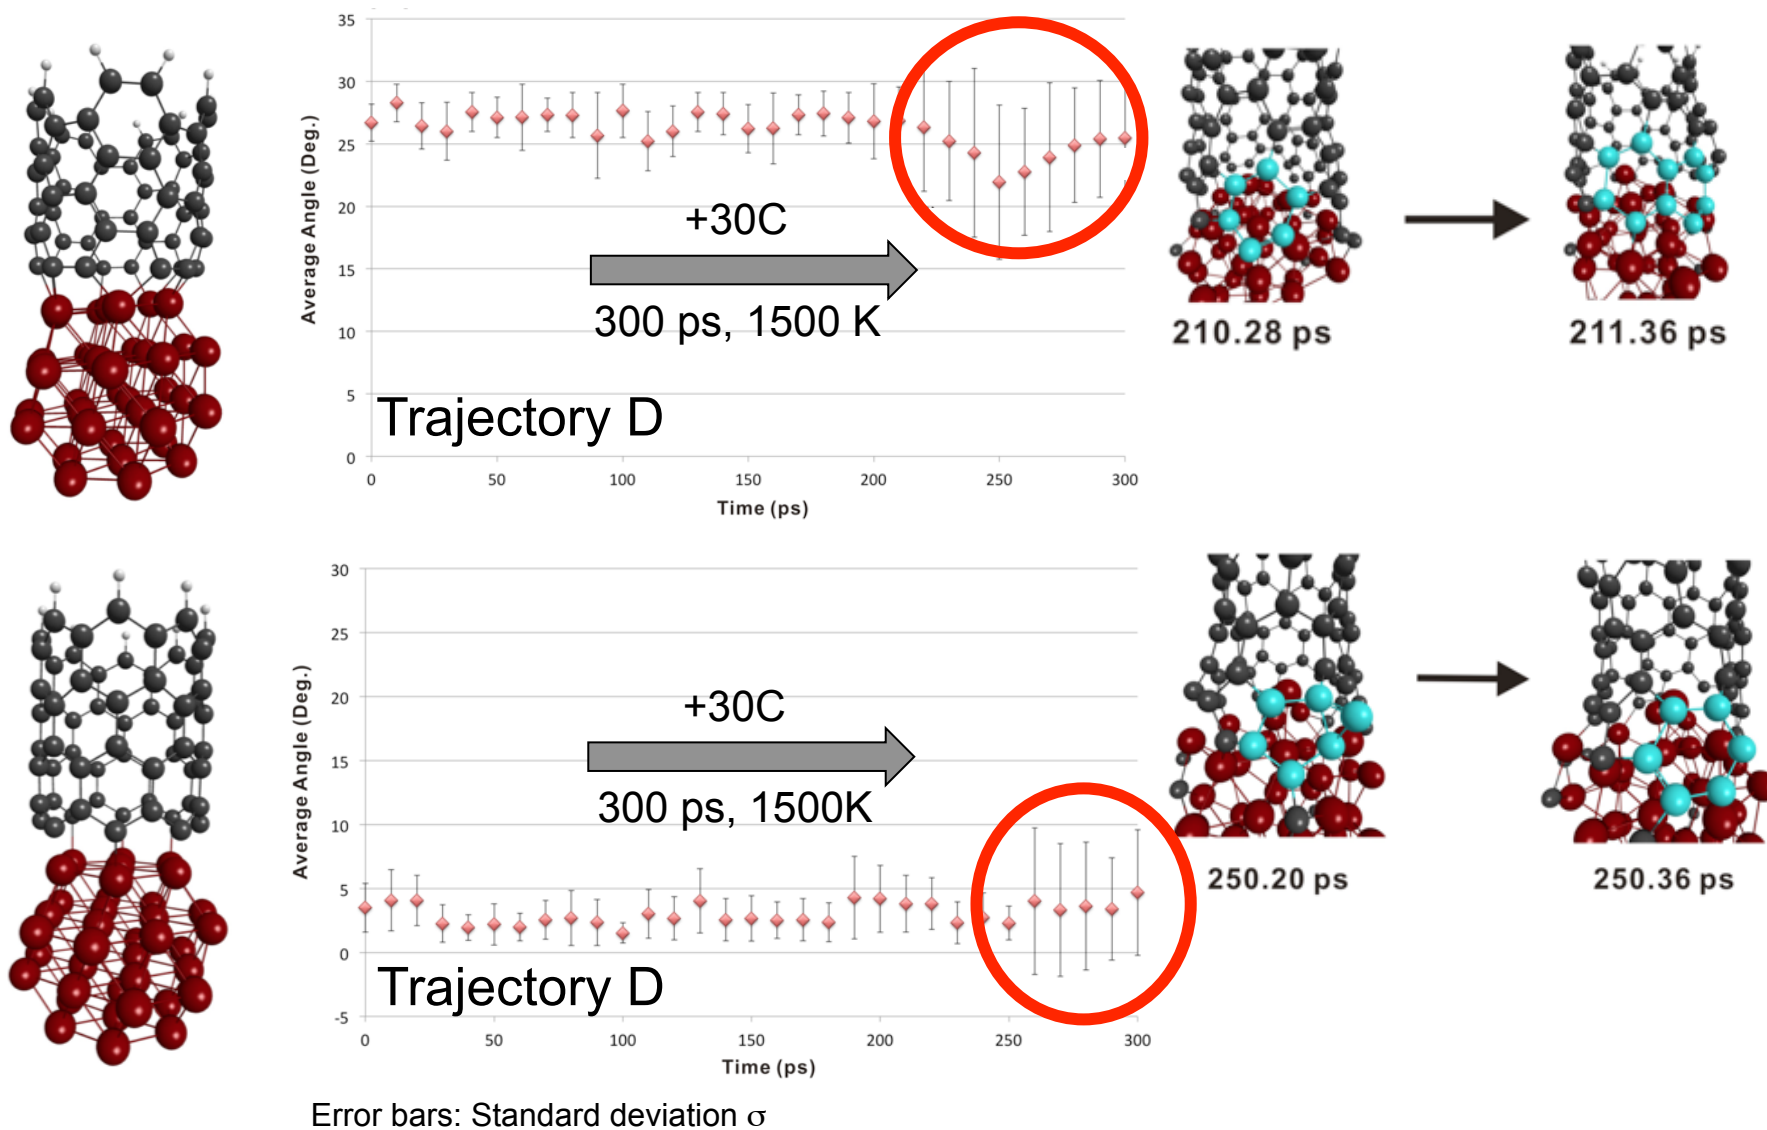 35
30
25
20
15
10
5
0
Average Angle (Deg.)
+30C
300 ps, 1500 K
Trajectory D
0 50 100 150 200 250 300
Time (ps)
210.28 ps
211.36 ps
30
25
20
15
10
5
0
-5
Average Angle (Deg.)
+30C
300 ps, 1500K
Trajectory D
0 50 100 150 200 250 300
Time (ps)
250.20 ps
250.36 ps
Error bars: Standard deviation σ